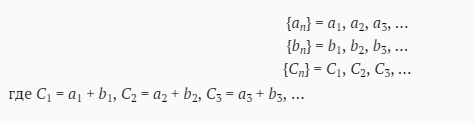 {aₙ} = a₁, a₂, a₃, ...
{bₙ} = b₁, b₂, b₃, ...
{Cₙ} = C₁, C₂, C₃, ...
где C₁ = a₁ + b₁, C₂ = a₂ + b₂, C₃ = a₃ + b₃, ...